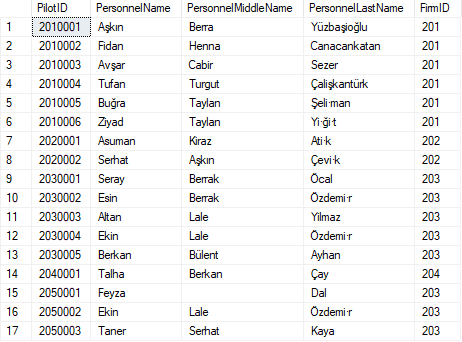 PilotID PersonnelName PersonnelMiddleName PersonnelLastName FirmID
1 2010001 Aşkın Berra Yüzbaşioğlu 201
2 2010002 Fidan Henna Canacankatan 201
3 2010003 Avşar Cabir Sezer 201
4 2010004 Tufan Turgut Çalişkantürk 201
5 2010005 Buğra Taylan Şeli·man 201
6 2010006 Ziyad Taylan Yi·ği·t 201
7 2020001 Asuman Kiraz Ati·k 202
8 2020002 Serhat Aşkın Çevi·k 202
9 2030001 Seray Berrak Öcal 203
10 2030002 Esin Berrak Özdemi·r 203
11 2030003 Altan Lale Yilmaz 203
12 2030004 Ekin Lale Özdemi·r 203
13 2030005 Berkan Bülent Ayhan 203
14 2040001 Talha Berkan Çay 204
15 2050001 Feyza Dal 203
16 2050002 Ekin Lale Özdemi·r 203
17 2050003 Taner Serhat Kaya 203